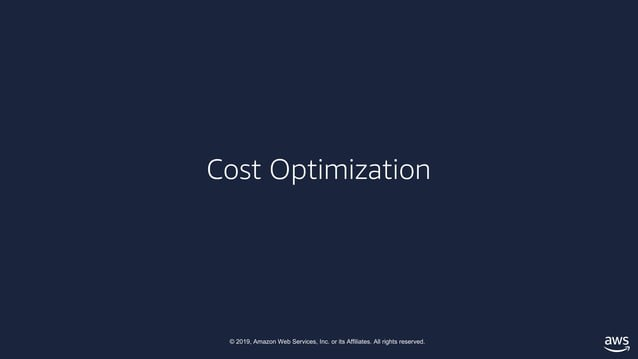 Cost Optimization
© 2019, Amazon Web Services, Inc. or its Affiliates. All rights reserved.
aws